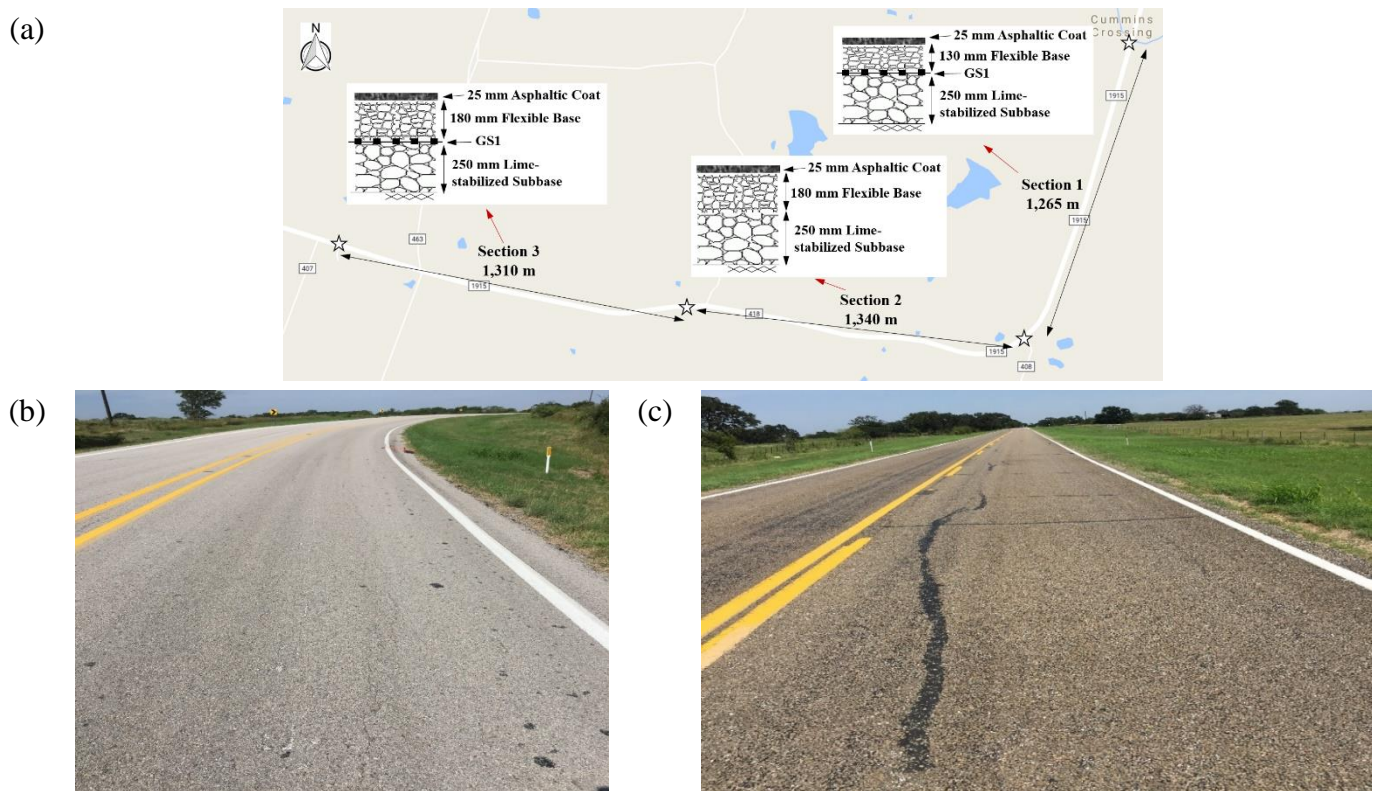 (a)
N
25 mm Asphaltic Coat
180 mm Flexible Base
GS1
250 mm Lime-
stabilized Subbase
Section 3
1,310 m
25 mm Asphaltic Coat
180 mm Flexible Base
250 mm Lime-
stabilized Subbase
Section 2
1,340 m
25 mm Asphaltic Coat
130 mm Flexible Base
GS1
250 mm Lime-
stabilized Subbase
Section 1
1,265 m
Cummins
Crossing
1915
1915
463
407
1915
438
1915
408
(b)
(c)